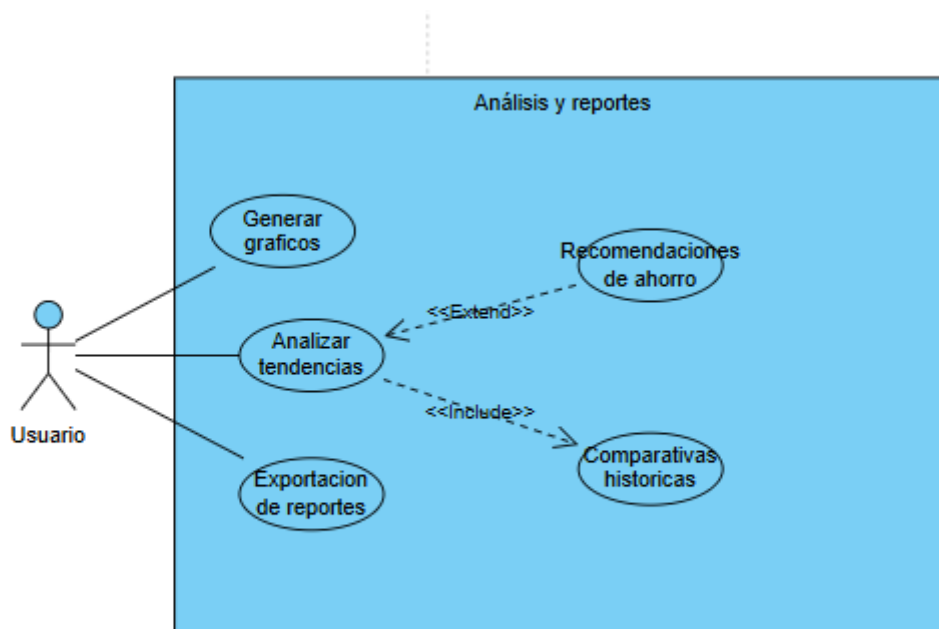 Análisis y reportes
Generar
graficos
Recomendaciones
de ahorro
<<Extend>>
Analizar
tendencias
<<Include>>
Usuario
Comparativas
historicas
Exportacion
de reportes